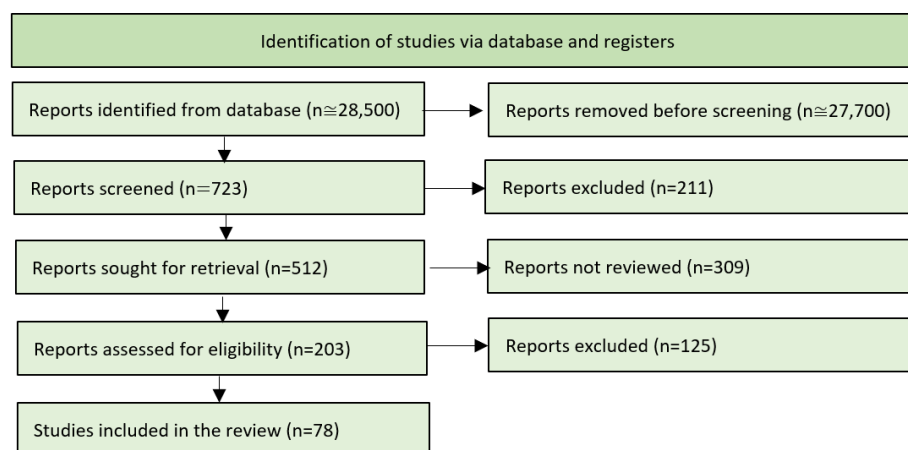 Identification of studies via database and registers
Reports identified from database (n≅28,500)
Reports removed before screening (n≅27,700)
Reports screened (n=723)
Reports excluded (n=211)
Reports sought for retrieval (n=512)
Reports not reviewed (n=309)
Reports assessed for eligibility (n=203)
Reports excluded (n=125)
Studies included in the review (n=78)